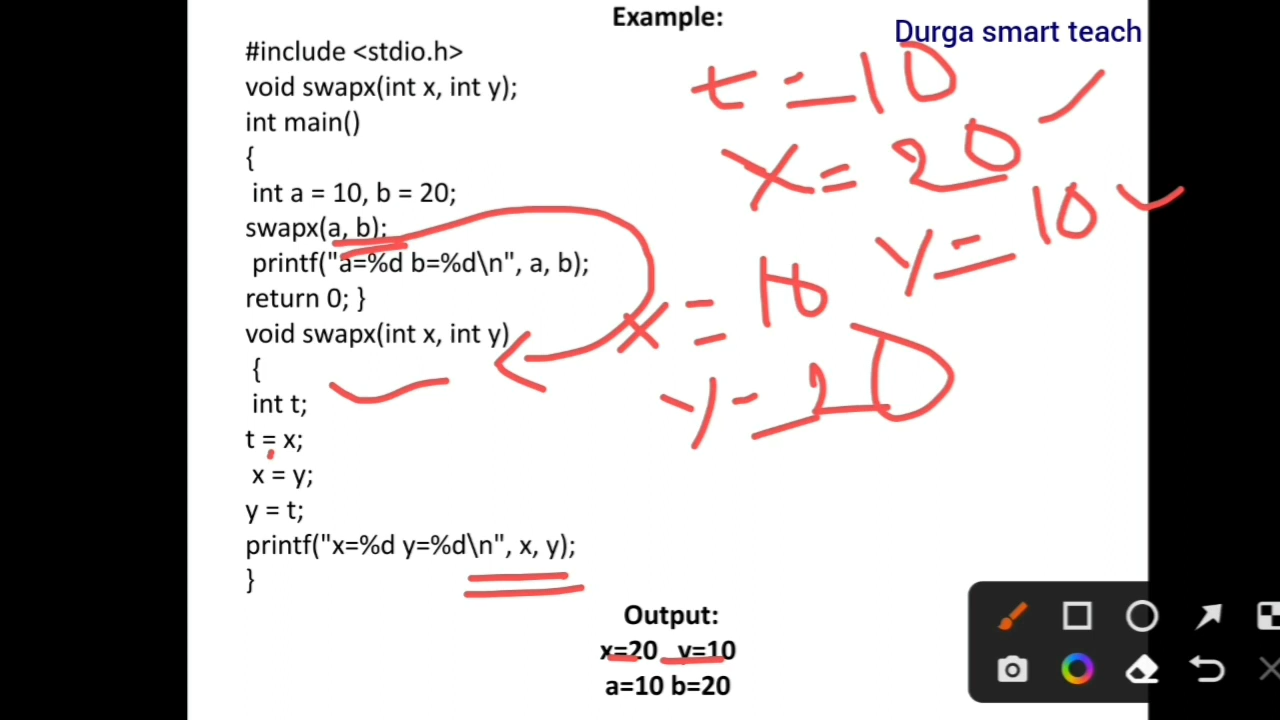 Example:
Durga smart teach
#include <stdio.h>
void swapx(int x, int y);
int main()
{
int a = 10, b = 20;
swapx(a, b);
printf("a=%d b=%d\n", a, b);
return 0; }
void swapx(int x, int y)
{
int t;
t = x;
x = y;
y = t;
printf("x=%d y=%d\n", x, y);
}
t = 10
x = 20
y = 10
x = 10
y = 20
Output:
x=20 y=10
a=10 b=20